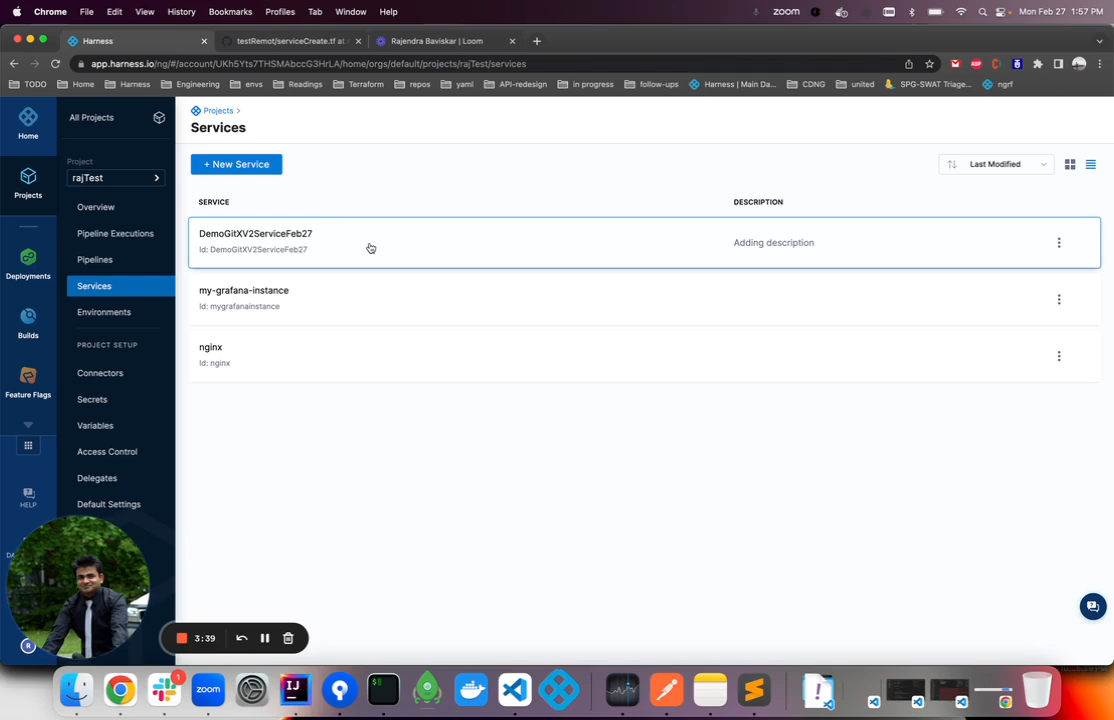 Chrome File Edit View History Bookmarks Profiles Tab Window Help
zoom
Mon Feb 27 1:57 PM
Harness
testRemot/serviceCreate.tf at
Rajendra Baviskar | Loom
app.harness.io/ng/#/account/UKh5Yts7THSMAbccG3HrLA/home/orgs/default/projects/rajTest/services
TODO Home Harness Engineering envs Readings Terraform repos yaml API-redesign in progress follow-ups Harness | Main Da... CDNG united SPG-SWAT Triage... ngrf
Home
Projects
Deployments
Builds
Feature Flags
HELP
R
All Projects
Project
rajTest
Overview
Pipeline Executions
Pipelines
Services
Environments
PROJECT SETUP
Connectors
Secrets
Variables
Access Control
Delegates
Default Settings
Projects >
Services
+ New Service
Last Modified
SERVICE DESCRIPTION
DemoGitXV2ServiceFeb27
Id: DemoGitXV2ServiceFeb27
Adding description
my-grafana-instance
Id: mygrafanainstance
nginx
Id: nginx
3:39
1
zoom